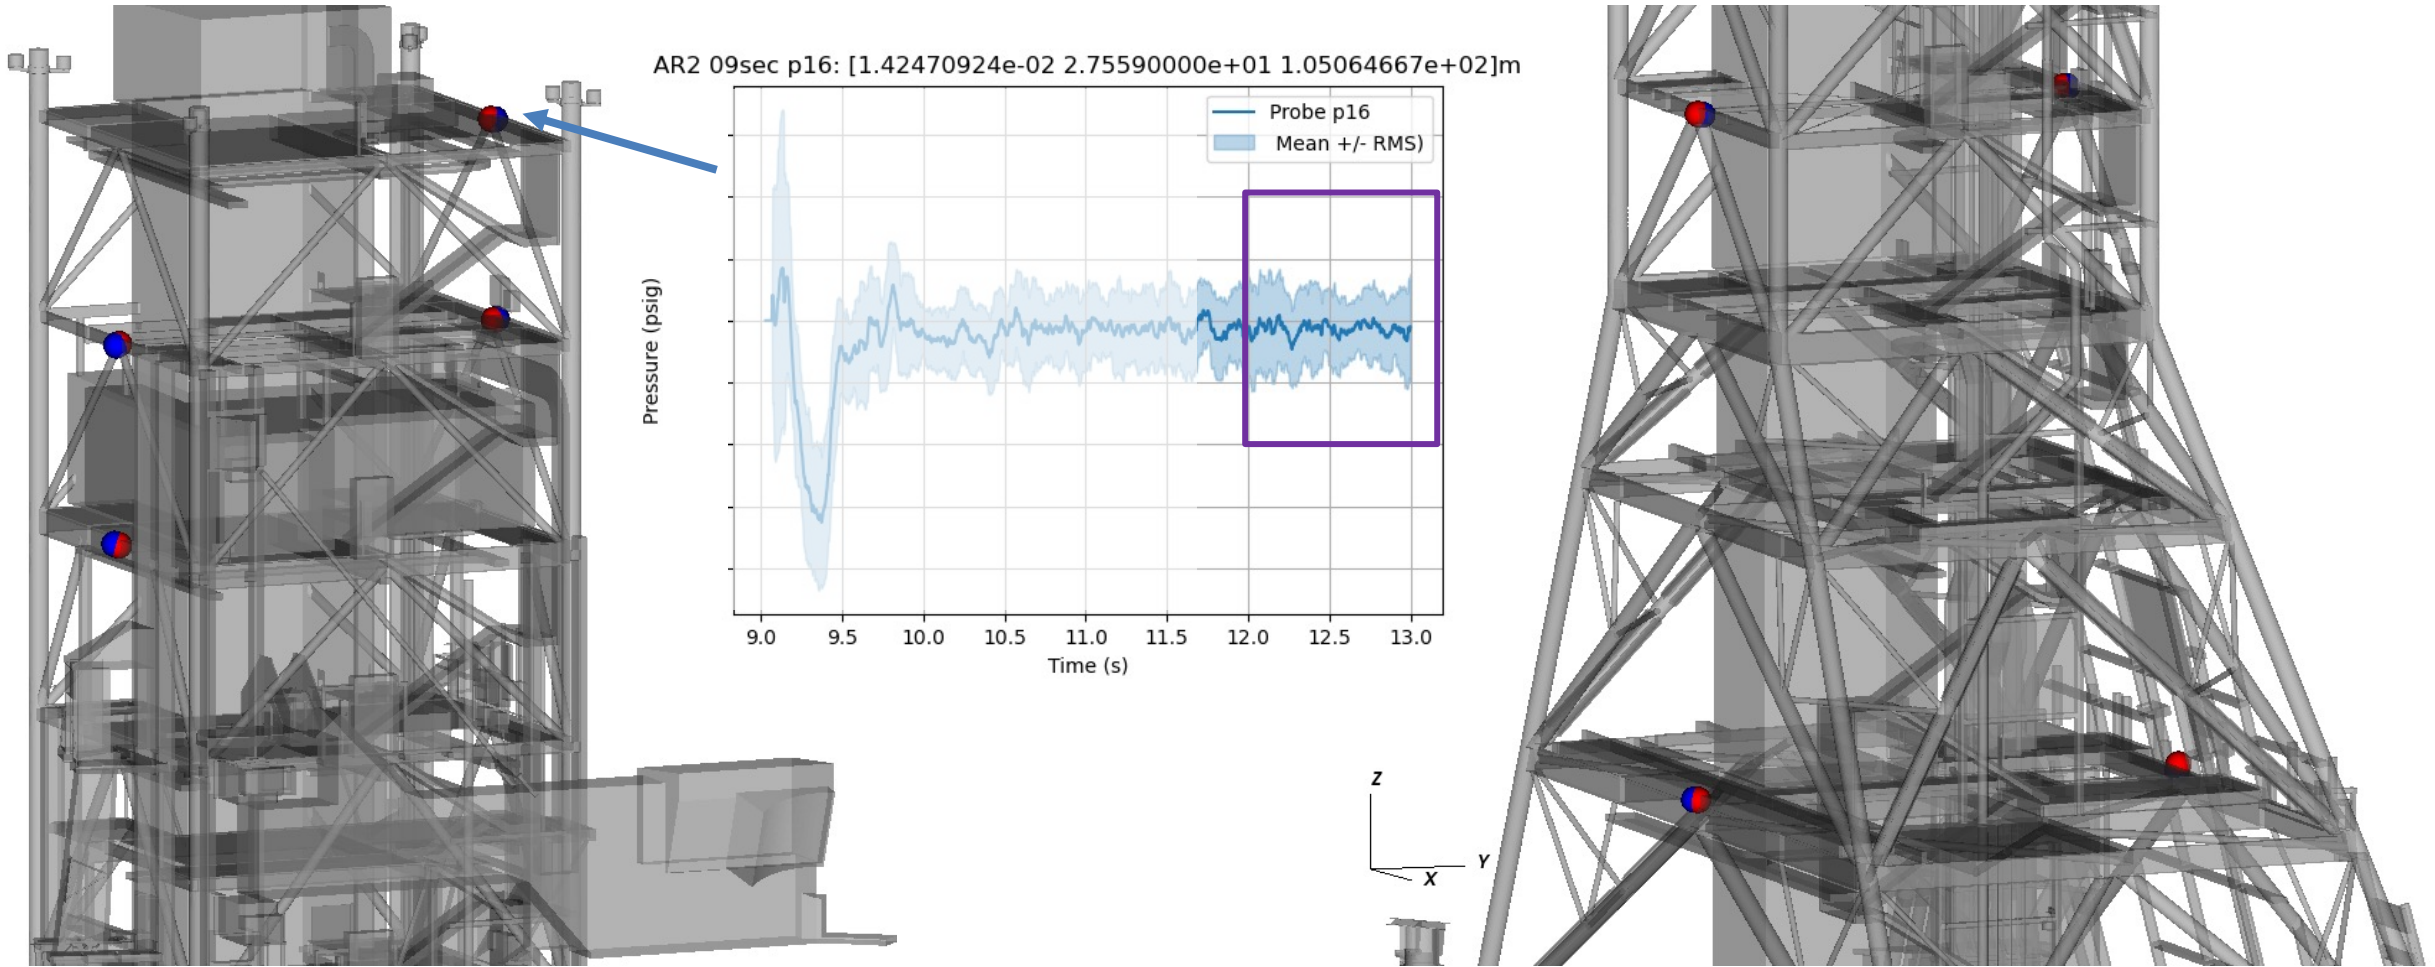 AR2 09sec p16: [1.42470924e-02 2.75590000e+01 1.05064667e+02]m
Probe p16
Mean +/- RMS)
Pressure (psig)
9.0 9.5 10.0 10.5 11.0 11.5 12.0 12.5 13.0
Time (s)
Z
Y
X